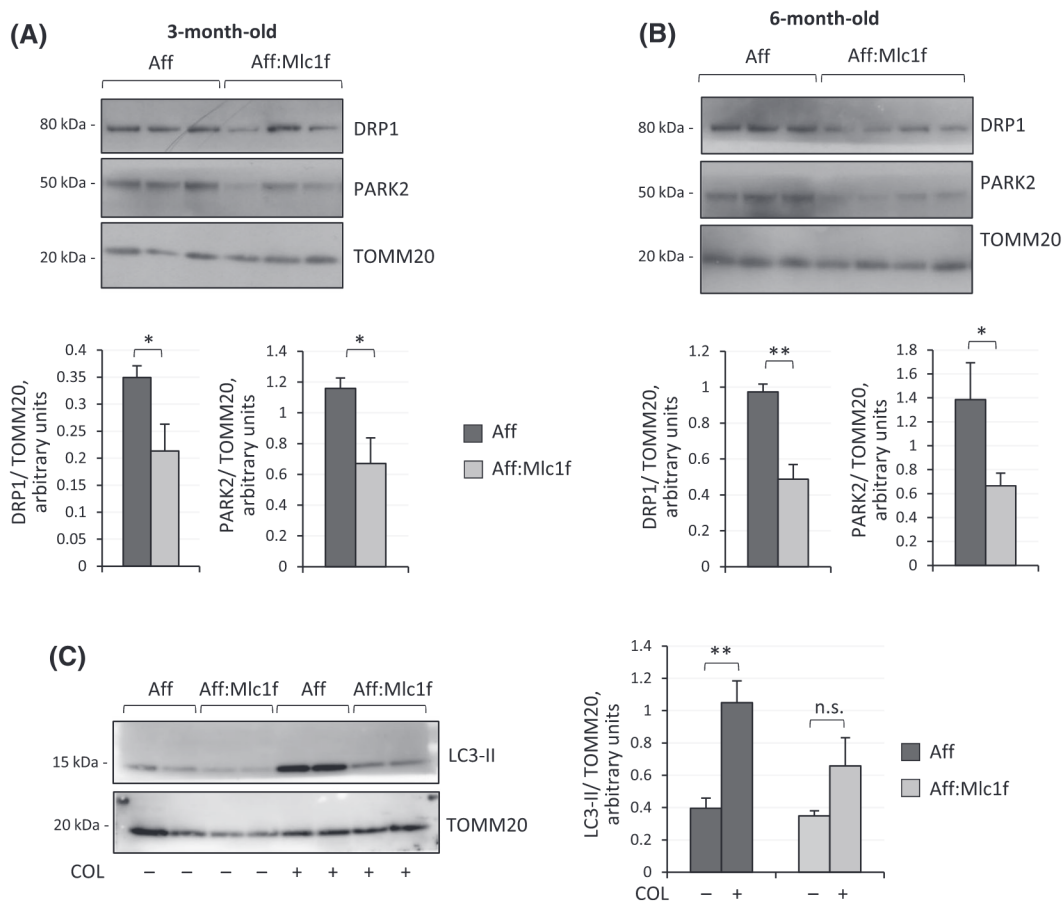 (A)
3-month-old
Aff Aff:Mlc1f
80 kDa - DRP1
50 kDa - PARK2
20 kDa - TOMM20
DRP1/ TOMM20,
arbitrary units
0.4
0.35
0.3
0.25
0.2
0.15
0.1
0.05
0
*
PARK2/ TOMM20,
arbitrary units
1.4
1.2
1
0.8
0.6
0.4
0.2
0
*
Aff
Aff:Mlc1f
(B)
6-month-old
Aff Aff:Mlc1f
80 kDa - DRP1
50 kDa - PARK2
20 kDa - TOMM20
DRP1/ TOMM20,
arbitrary units
1.2
1
0.8
0.6
0.4
0.2
0
**
PARK2/ TOMM20,
arbitrary units
1.8
1.6
1.4
1.2
1
0.8
0.6
0.4
0.2
0
*
(C)
Aff Aff:Mlc1f Aff Aff:Mlc1f
15 kDa - LC3-II
20 kDa - TOMM20
COL − − − − + + + +
LC3-II/ TOMM20,
arbitrary units
1.4
1.2
1
0.8
0.6
0.4
0.2
0
**
n.s.
COL − + − +
Aff
Aff:Mlc1f